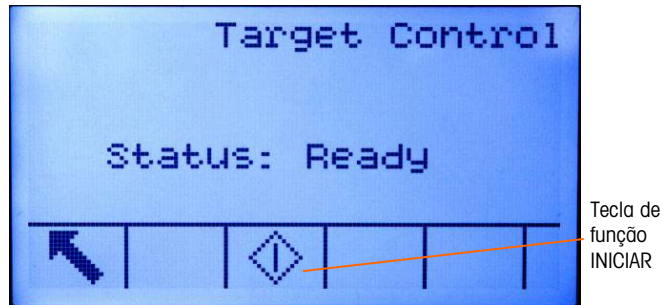 Target Control
Status: Ready
Tecla de
função
INICIAR